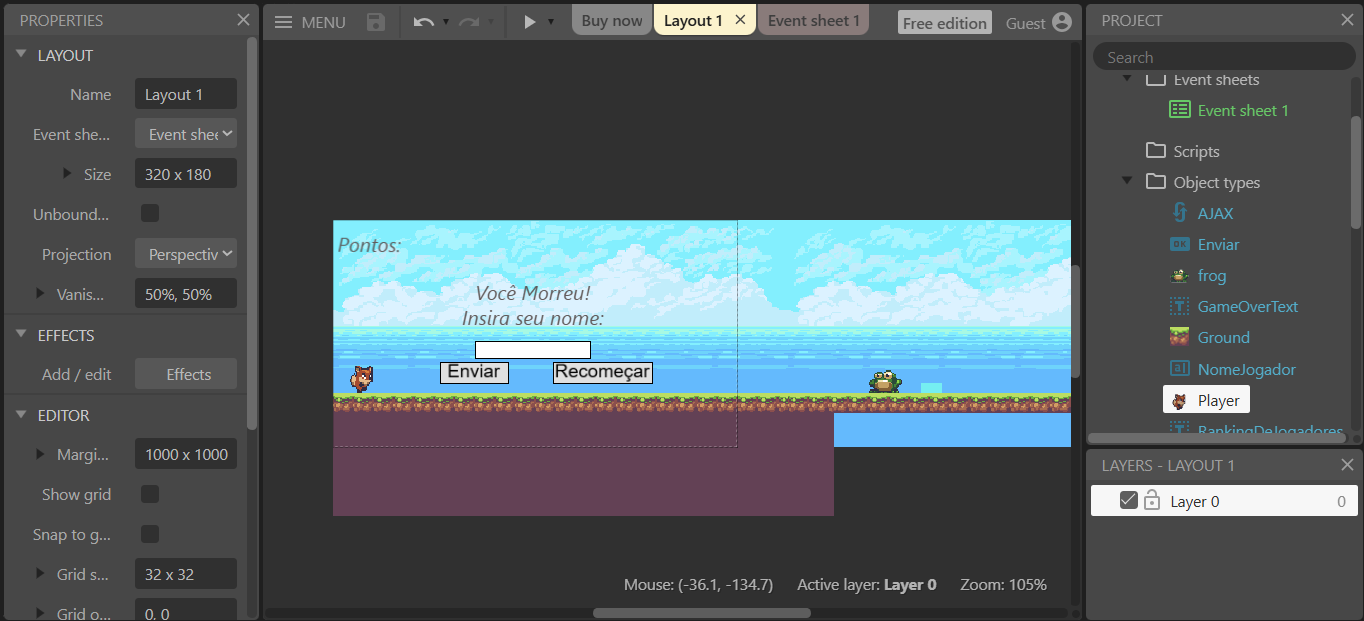 PROPERTIES
LAYOUT
Name Layout 1
Event she... Event shee
Size 320 x 180
Unbound...
Projection Perspectiv
Vanis... 50%, 50%
EFFECTS
Add / edit Effects
EDITOR
Margi... 1000 x 1000
Show grid
Snap to g...
Grid s... 32 x 32
Grid o... 0, 0
MENU
Buy now Layout 1 Event sheet 1 Free edition Guest
Pontos:
Você Morreu!
Insira seu nome:
Enviar Recomeçar
Mouse: (-36.1, -134.7) Active layer: Layer 0 Zoom: 105%
PROJECT
Search
Event sheets
Event sheet 1
Scripts
Object types
AJAX
OK Enviar
frog
T GameOverText
Ground
a NomeJogador
Player
T RankingDeJogadores
LAYERS - LAYOUT 1
Layer 0 0